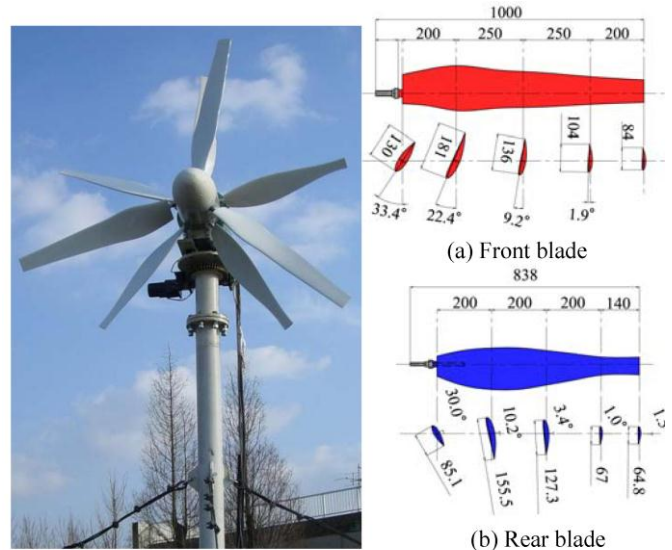 1000
200 250 250 200
130 181 136 104 84
33.4° 22.4° 9.2° 1.9°
(a) Front blade
838
200 200 200 140
30.0° 10.2° 3.4° 1.0°
85.1 155.5 127.3 67 64.8
(b) Rear blade